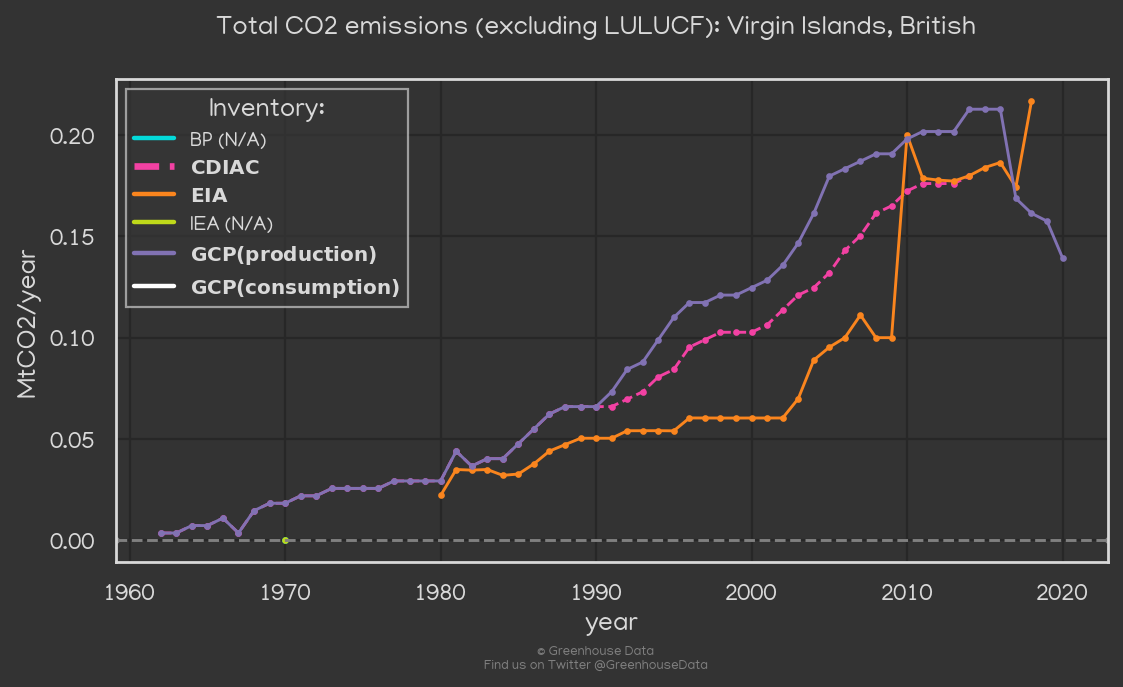 Total CO2 emissions (excluding LULUCF): Virgin Islands, British
Inventory:
BP (N/A)
CDIAC
EIA
IEA (N/A)
GCP(production)
GCP(consumption)
MtCO2/year
0.20
0.15
0.10
0.05
0.00
1960 1970 1980 1990 2000 2010 2020
year
© Greenhouse Data
Find us on Twitter @GreenhouseData